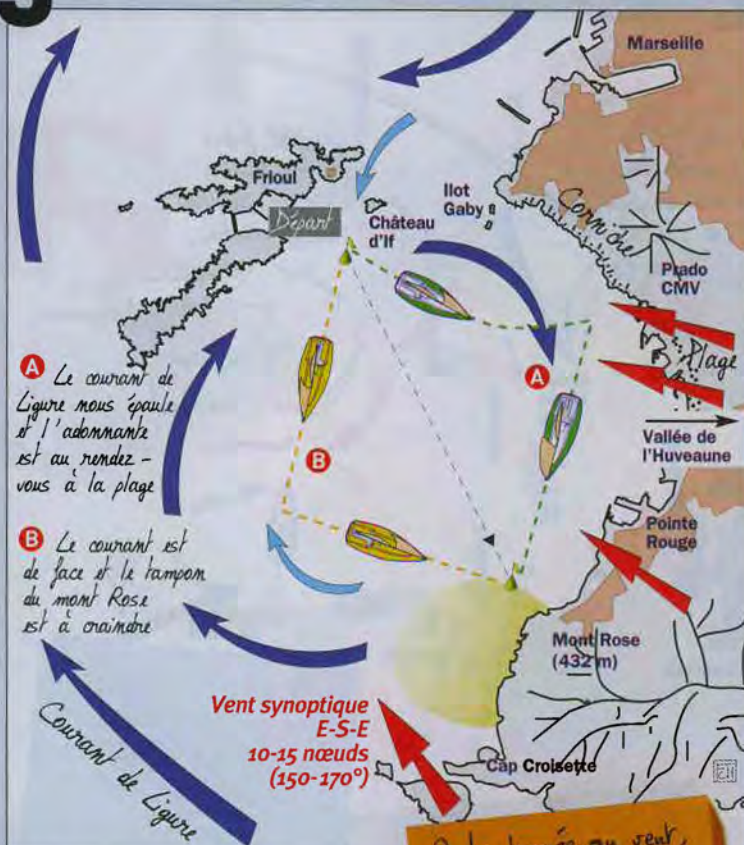 Marseille
Frioul
Départ
Château
d'If
Ilot
Gaby
Corniche
Prado
CMV
Plage
A
A Le courant de
Ligure nous épaule
et l'adonnante
est au rendez-
vous à la plage
Vallée de
l'Huveaune
B
B Le courant est
de face et le tampon
du mont Rose
est à craindre
Pointe
Rouge
Mont Rose
(432 m)
Vent synoptique
E-S-E
10-15 nœuds
(150-170°)
Cap Croisette
Courant de Ligure
au vent,